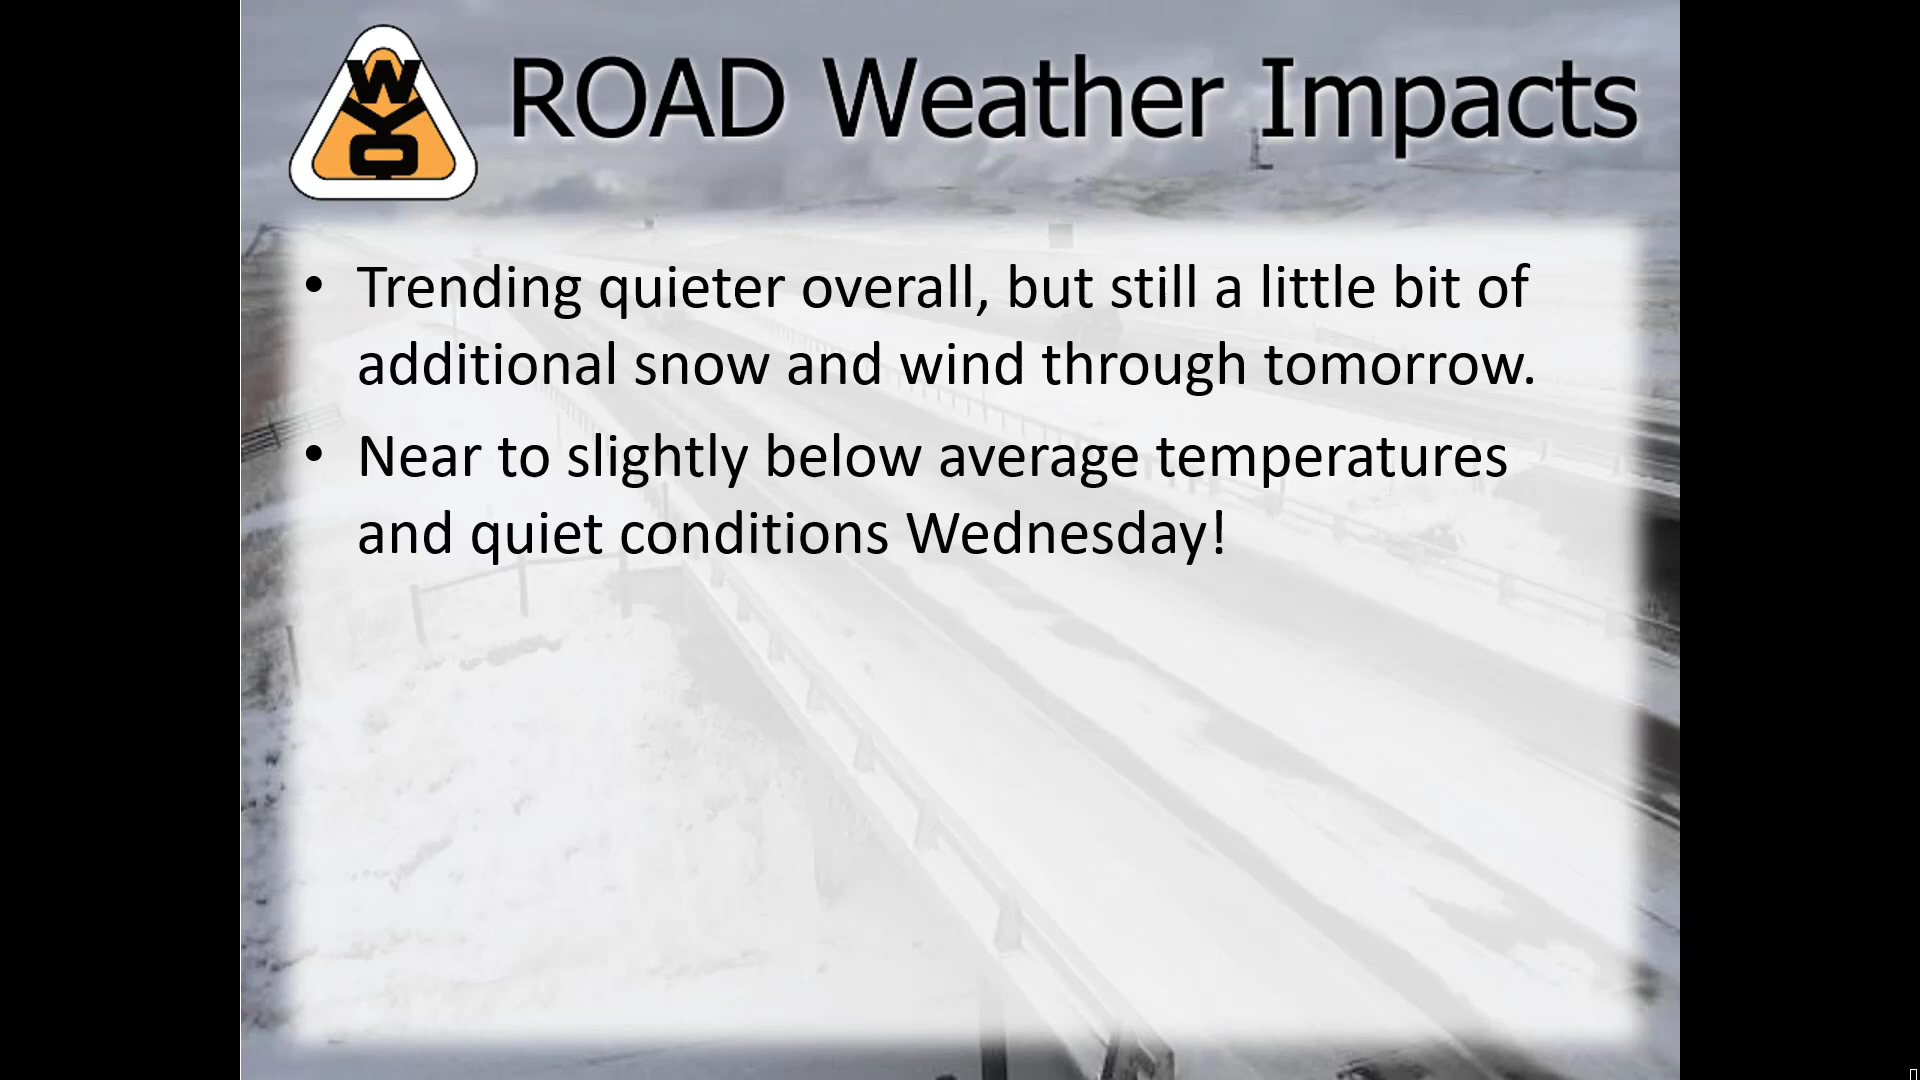 WYO
ROAD Weather Impacts
• Trending quieter overall, but still a little bit of
additional snow and wind through tomorrow.
• Near to slightly below average temperatures
and quiet conditions Wednesday!